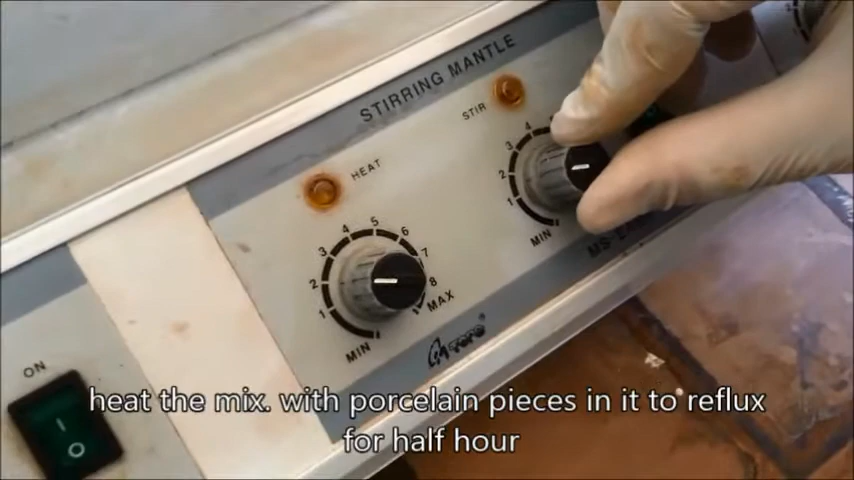 STIRRING MANTLE
STIR
HEAT
4
3
2
1
MIN
4
5
6
3
7
2
8
1
MAX
MIN
ON
I
O
heat the mix. with porcelain pieces in it to reflux
for half hour